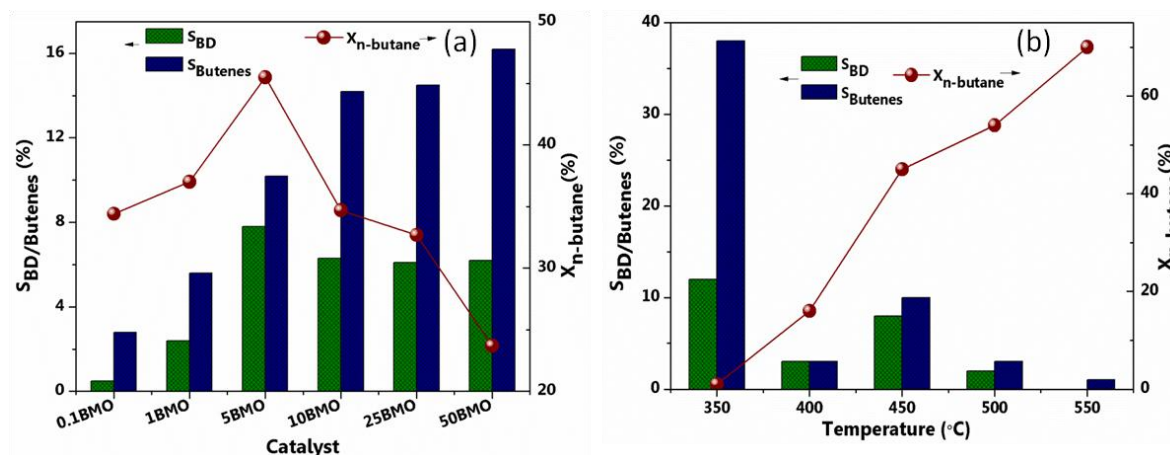 (a)
S_BD
S_Butenes
X_n-butane
S_BD/Butenes (%)
16
12
8
4
0
50
40
30
20
X_n-butane(%)
0.1BMO 1BMO 5BMO 10BMO 25BMO 50BMO
Catalyst
(b)
S_BD
S_Butenes
X_n-butane
S_BD/Butenes (%)
40
30
20
10
0
60
40
20
0
X_n-butene(%)
350 400 450 500 550
Temperature (°C)